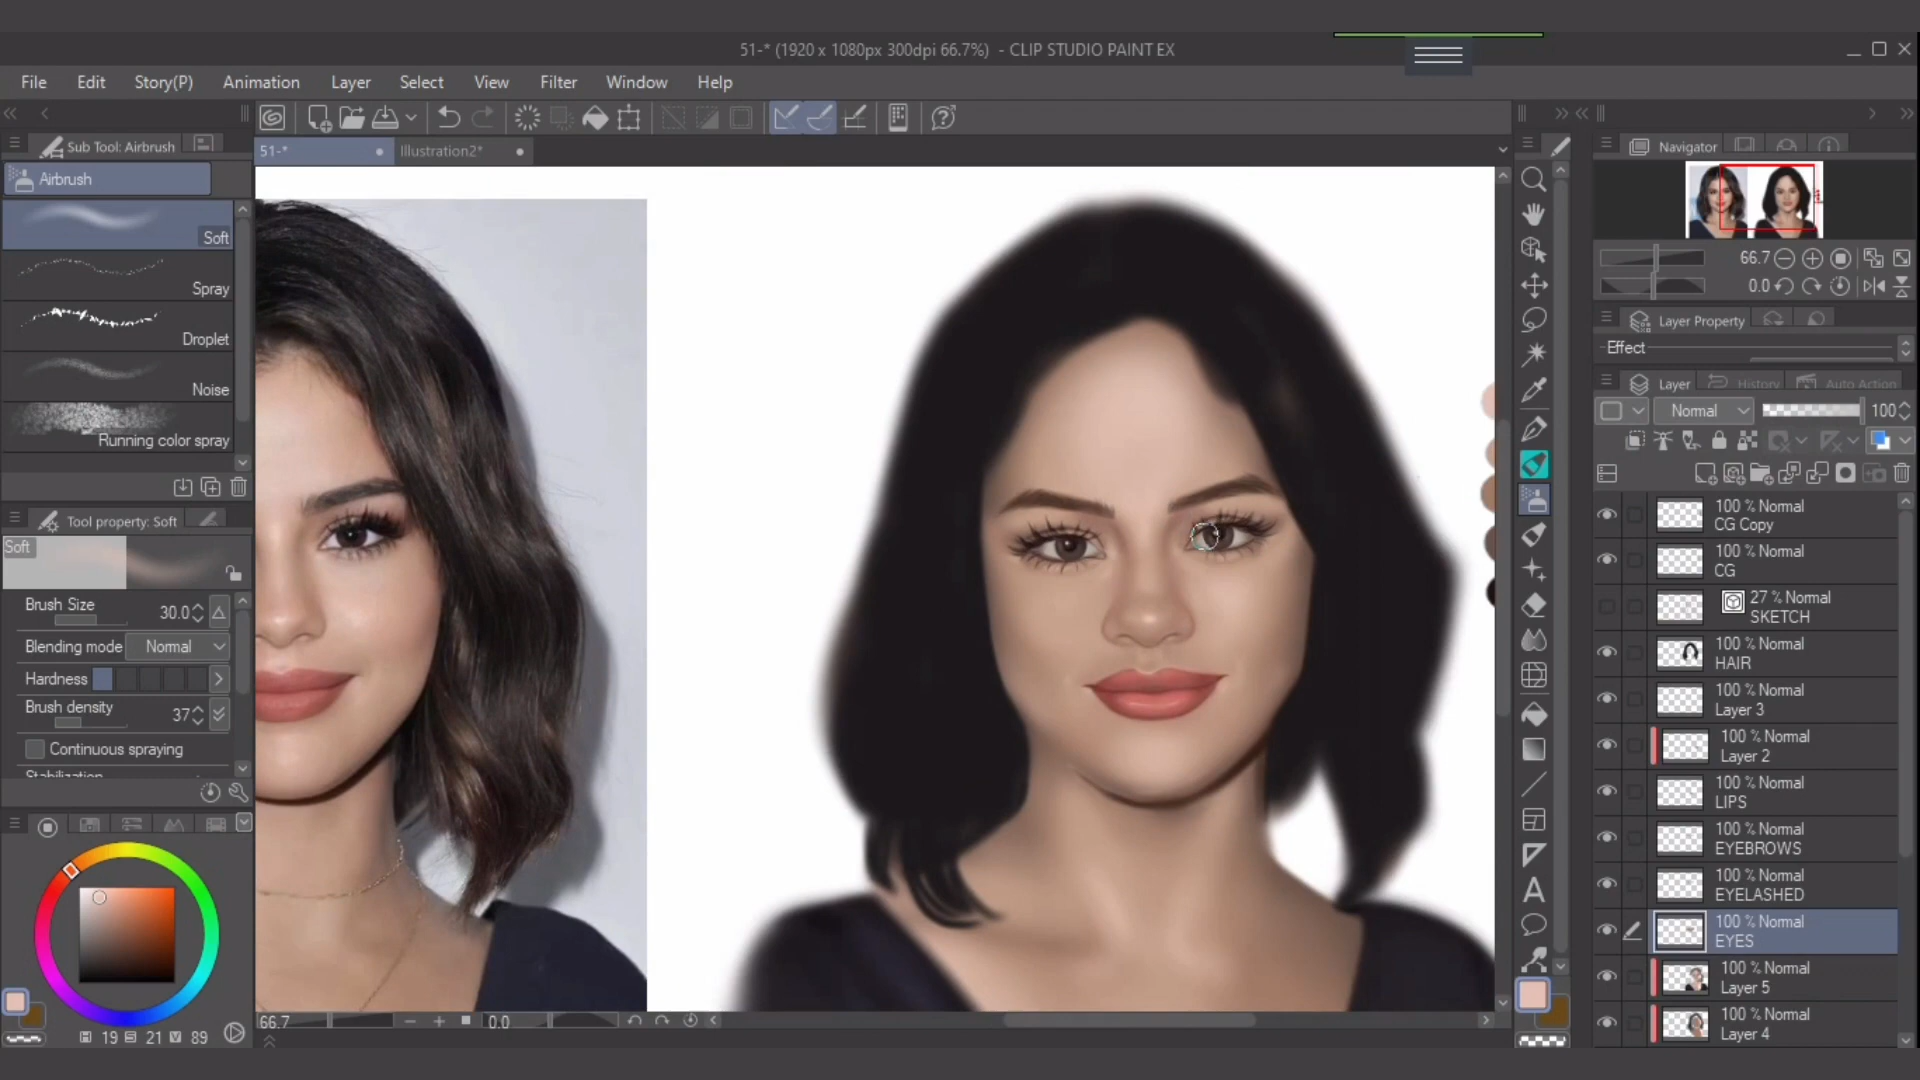 51-* (1920 x 1080px 300dpi 66.7%) - CLIP STUDIO PAINT EX
File Edit Story(P) Animation Layer Select View Filter Window Help
Sub Tool: Airbrush
51-* Illustration2*
Airbrush
Soft
Spray
Droplet
Noise
Running color spray
Tool property: Soft
Soft
Brush Size 30.0
Blending mode Normal
Hardness
Brush density 37
Continuous spraying
Stabilization
19 21 89
66.7 0.0
Navigator
66.7
0.0
Layer Property
Effect
Layer History Auto Action
Normal 100
100 % Normal
CG Copy
100 % Normal
CG
27 % Normal
SKETCH
100 % Normal
HAIR
100 % Normal
Layer 3
100 % Normal
Layer 2
100 % Normal
LIPS
100 % Normal
EYEBROWS
100 % Normal
EYELASHED
100 % Normal
EYES
100 % Normal
Layer 5
100 % Normal
Layer 4